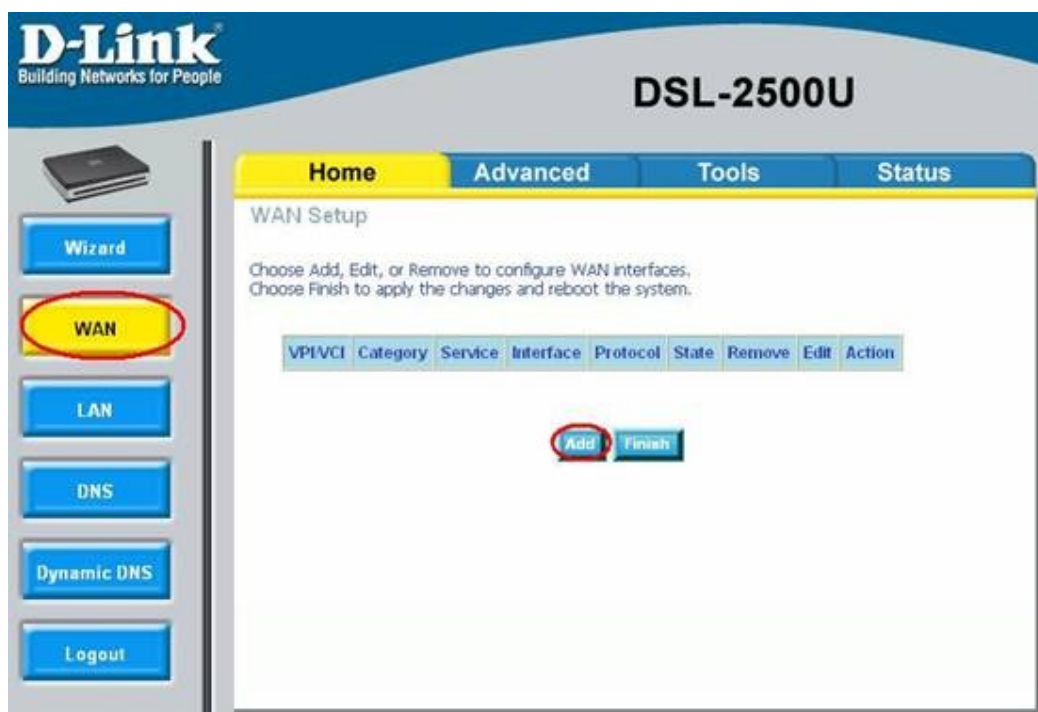 D-Link
Building Networks for People
DSL-2500U
Home Advanced Tools Status
Wizard
WAN
LAN
DNS
Dynamic DNS
Logout
WAN Setup
Choose Add, Edit, or Remove to configure WAN interfaces.
Choose Finish to apply the changes and reboot the system.
VPI/VCI Category Service Interface Protocol State Remove Edit Action
Add Finish